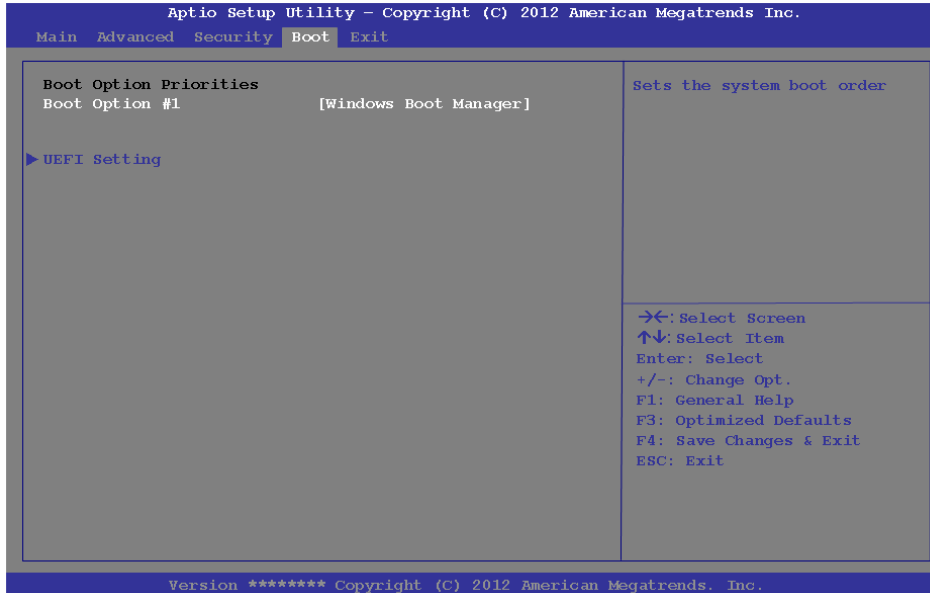 Aptio Setup Utility – Copyright (C) 2012 American Megatrends Inc.
Main Advanced Security Boot Exit
Boot Option Priorities
Boot Option #1 [Windows Boot Manager]
UEFI Setting
Sets the system boot order
→←:Select Screen
↑↓:Select Item
Enter: Select
+/-: Change Opt.
F1: General Help
F3: Optimized Defaults
F4: Save Changes & Exit
ESC: Exit
Version ******** Copyright (C) 2012 American Megatrends. Inc.